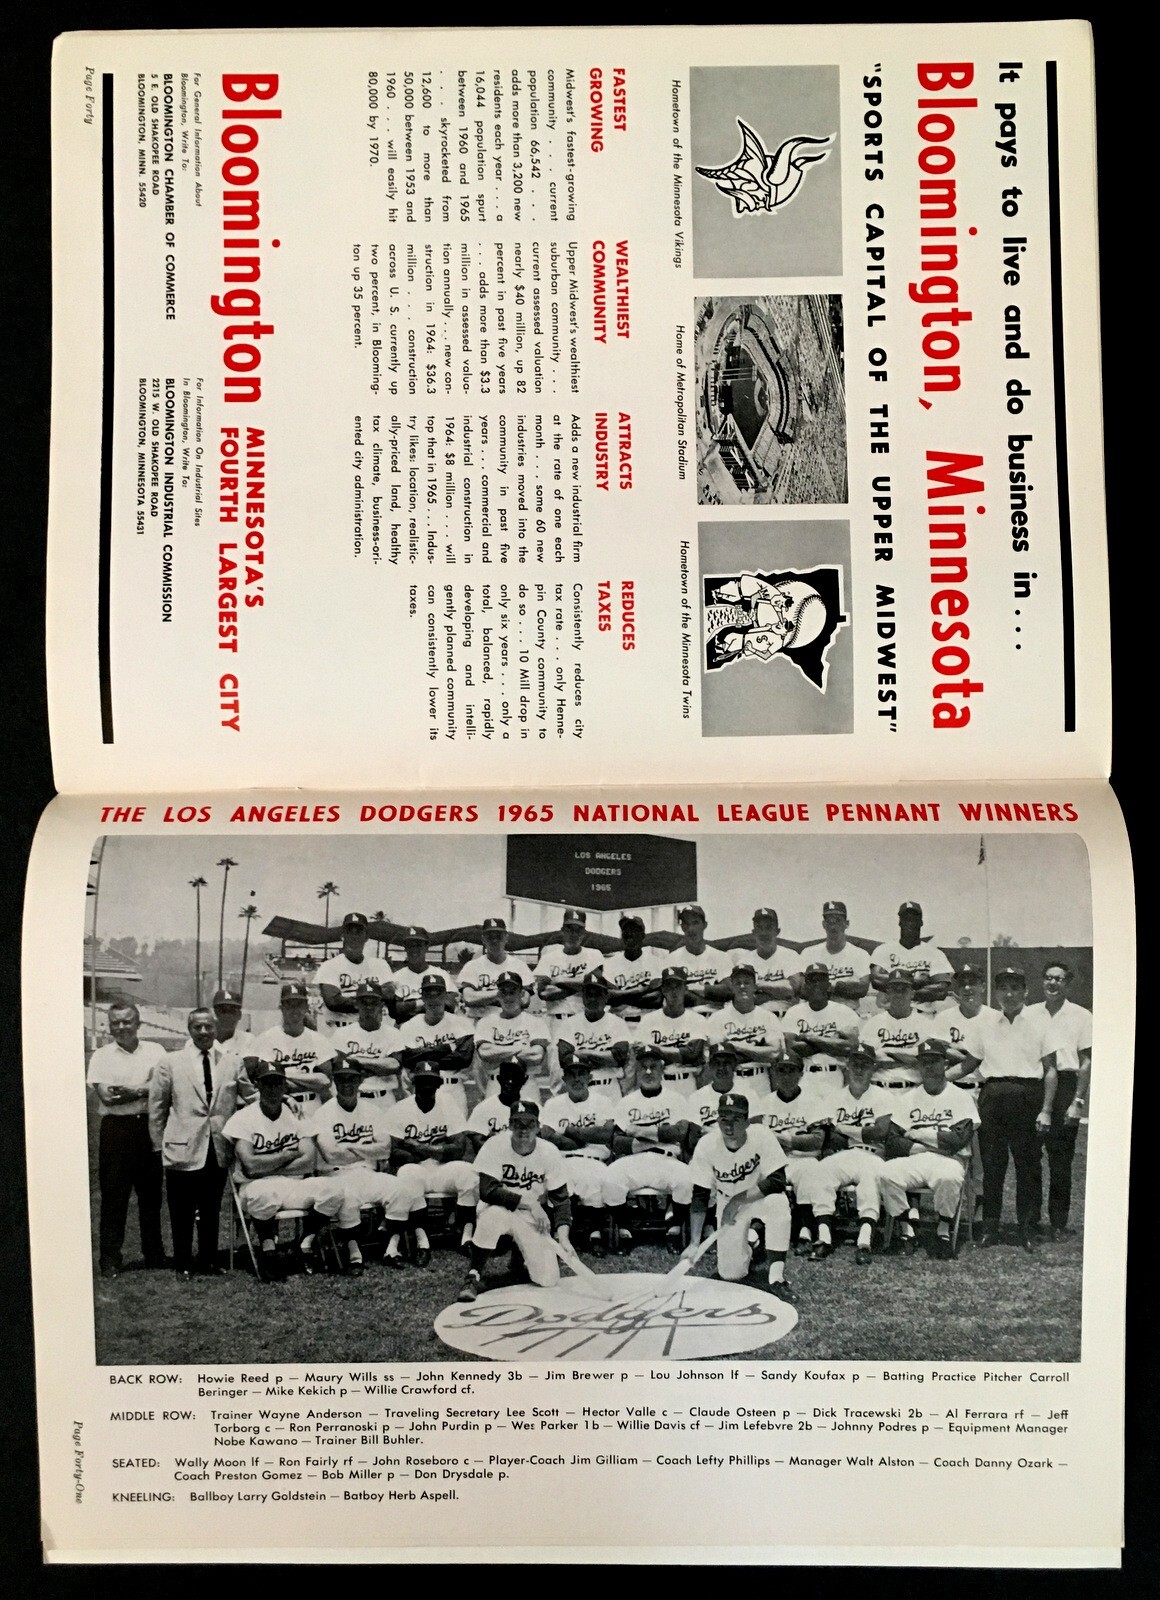 It pays to live and do business in . . .
Bloomington, Minnesota
"SPORTS CAPITAL OF THE UPPER MIDWEST"
Hometown of the Minnesota Vikings
Home of Metropolitan Stadium
Hometown of the Minnesota Twins
FASTEST
GROWING
Midwest's fastest-growing
community . . . current
population 66,542 . . .
adds more than 3,200 new
residents each year . . . a
16,044 population spurt
between 1960 and 1965
. . . skyrocketed from
12,600 to more than
50,000 between 1953 and
1960 . . . will easily hit
80,000 by 1970.
WEALTHIEST
COMMUNITY
Upper Midwest's wealthiest
suburban community . . .
current assessed valuation
nearly $40 million, up 82
percent in past five years
. . . adds more than $3.3
million in assessed valua-
tion annually . . . new con-
struction in 1964: $36.3
million . . . construction
across U. S. currently up
two percent, in Blooming-
ton up 35 percent.
ATTRACTS
INDUSTRY
Adds a new industrial firm
at the rate of one each
month . . . some 60 new
industries moved into the
community in past five
years . . . commercial and
industrial construction in
1964: $8 million . . . will
top that in 1965 . . . Indus-
try likes: location, realistic-
ally-priced land, healthy
tax climate, business-ori-
ented city administration.
REDUCES
TAXES
Consistently reduces city
tax rate . . . only Henne-
pin County community to
do so . . . 10 Mill drop in
only six years . . . only a
total, balanced, rapidly
developing and intelli-
gently planned community
can consistently lower its
taxes.
Bloomington MINNESOTA'S
FOURTH LARGEST CITY
For General Information About
Bloomington, Write To:
BLOOMINGTON CHAMBER OF COMMERCE
5 E. OLD SHAKOPEE ROAD
BLOOMINGTON, MINN. 55420
For Information On Industrial Sites
In Bloomington, Write To:
BLOOMINGTON INDUSTRIAL COMMISSION
2215 W. OLD SHAKOPEE ROAD
BLOOMINGTON, MINNESOTA 55431
Page Forty
THE LOS ANGELES DODGERS 1965 NATIONAL LEAGUE PENNANT WINNERS
LOS ANGELES
DODGERS
1965
Dodgers
BACK ROW: Howie Reed p — Maury Wills ss — John Kennedy 3b — Jim Brewer p — Lou Johnson lf — Sandy Koufax p — Batting Practice Pitcher Carroll
Beringer — Mike Kekich p — Willie Crawford cf.
MIDDLE ROW: Trainer Wayne Anderson — Traveling Secretary Lee Scott — Hector Valle c — Claude Osteen p — Dick Tracewski 2b — Al Ferrara rf — Jeff
Torborg c — Ron Perranoski p — John Purdin p — Wes Parker 1b — Willie Davis cf — Jim Lefebvre 2b — Johnny Podres p — Equipment Manager
Nobe Kawano — Trainer Bill Buhler.
SEATED: Wally Moon lf — Ron Fairly rf — John Roseboro c — Player-Coach Jim Gilliam — Coach Lefty Phillips — Manager Walt Alston — Coach Danny Ozark —
Coach Preston Gomez — Bob Miller p — Don Drysdale p.
KNEELING: Ballboy Larry Goldstein — Batboy Herb Aspell.
Page Forty-One